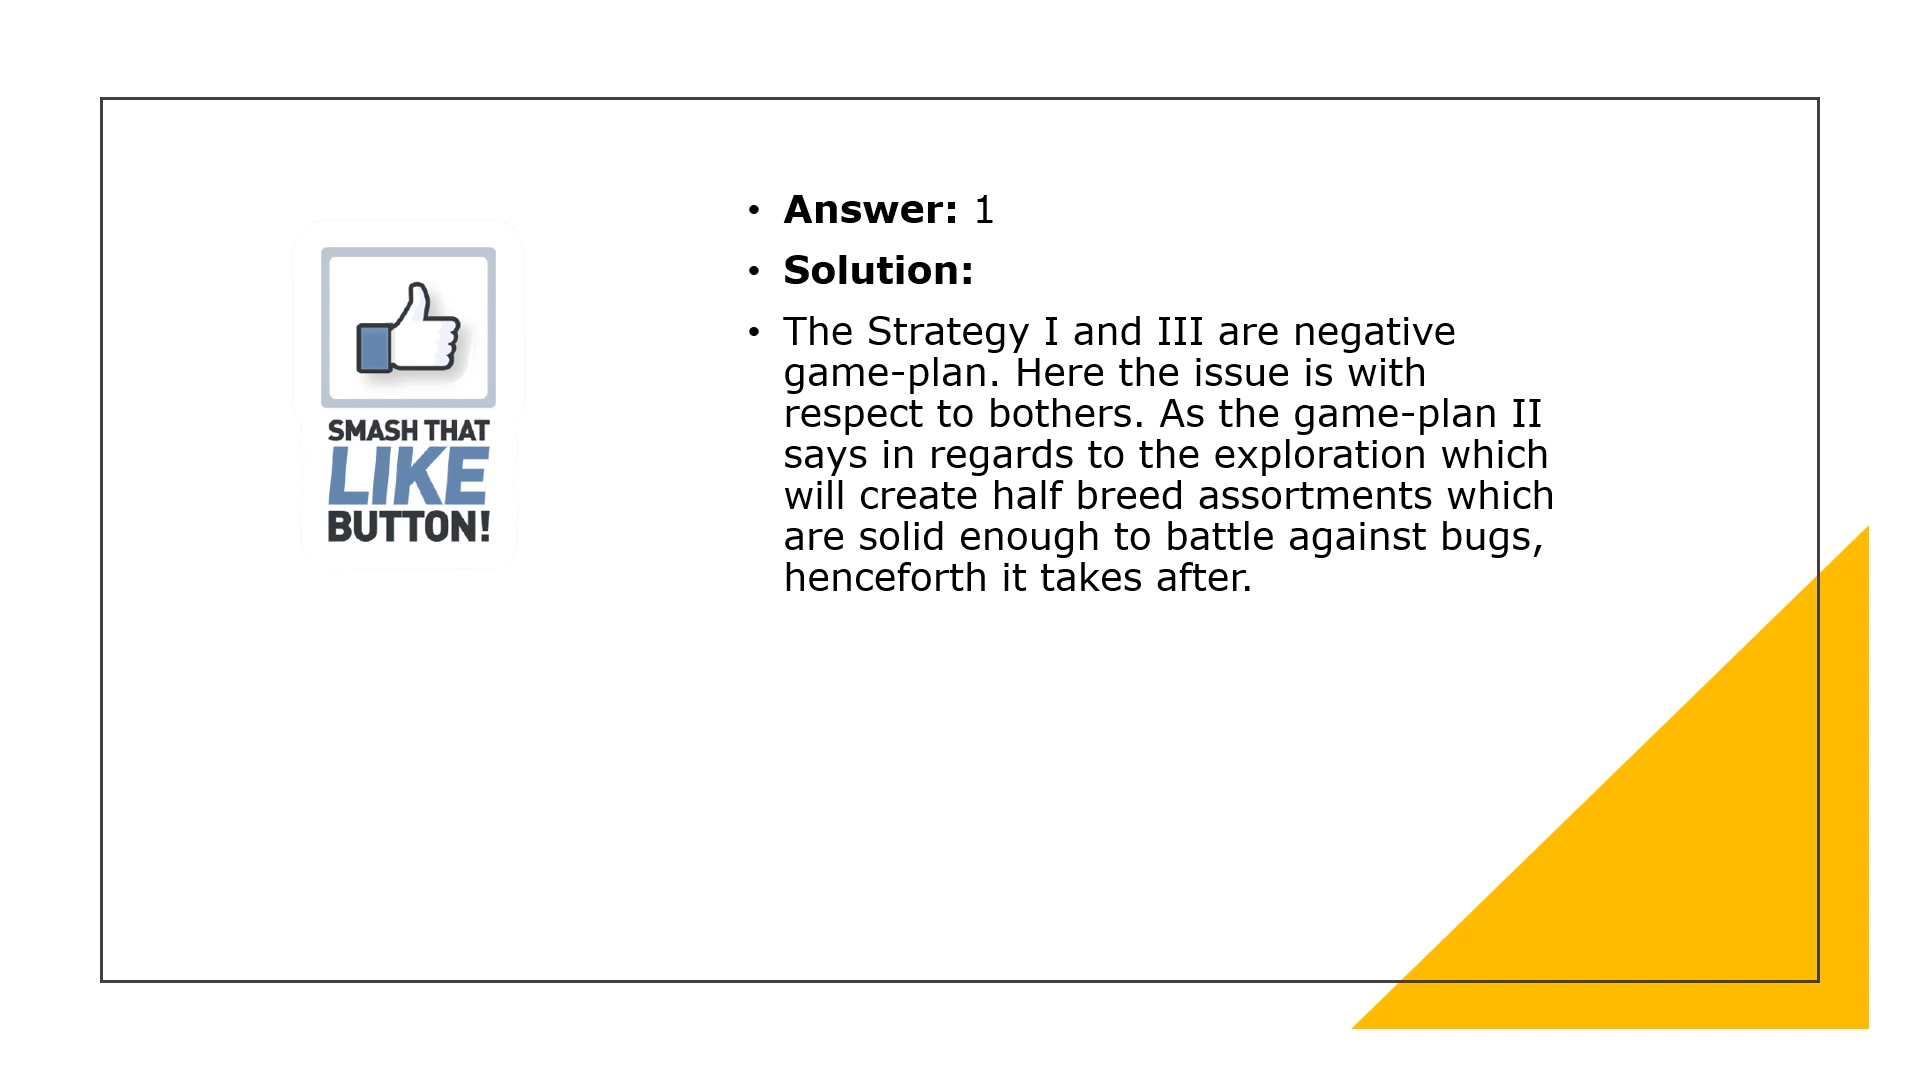 SMASH THAT
LIKE
BUTTON!
• Answer: 1
• Solution:
• The Strategy I and III are negative
game-plan. Here the issue is with
respect to bothers. As the game-plan II
says in regards to the exploration which
will create half breed assortments which
are solid enough to battle against bugs,
henceforth it takes after.